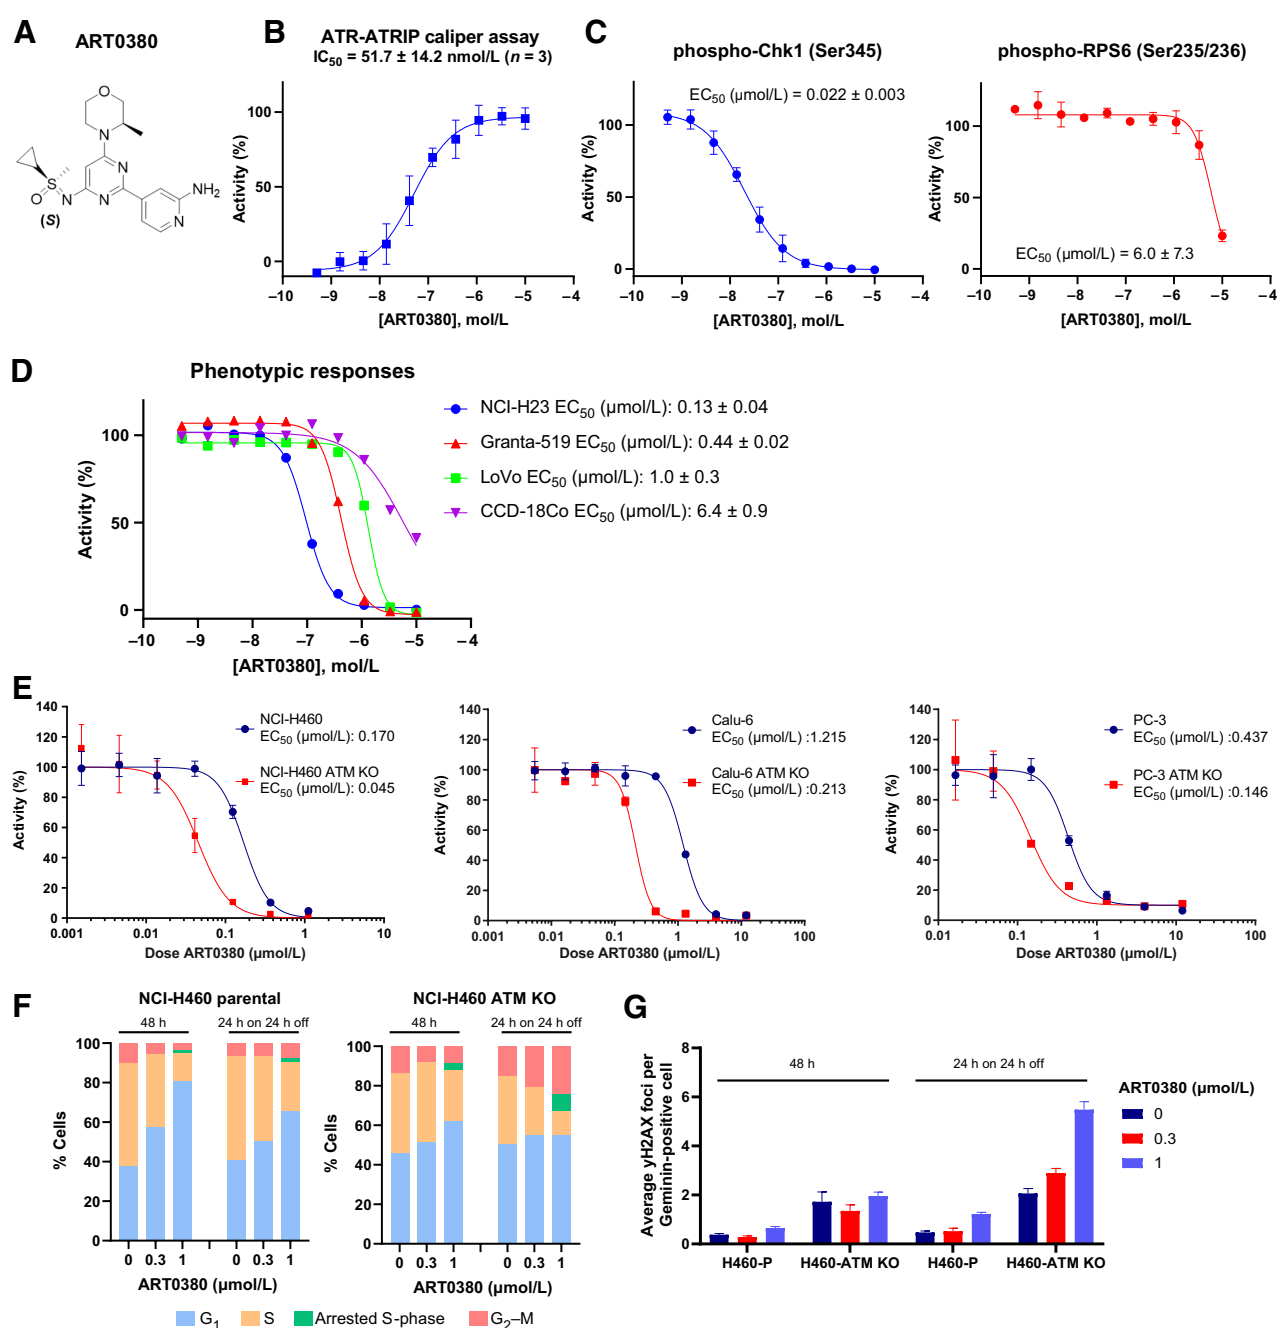 A
ART0380
O
N
N
N
S
O
N
(S)
NH2
N
B
ATR-ATRIP caliper assay
IC50 = 51.7 ± 14.2 nmol/L (n = 3)
Activity (%)
100
50
0
–10 –9 –8 –7 –6 –5 –4
[ART0380], mol/L
C
phospho-Chk1 (Ser345)
EC50 (µmol/L) = 0.022 ± 0.003
Activity (%)
100
50
0
–10 –9 –8 –7 –6 –5 –4
[ART0380], mol/L
phospho-RPS6 (Ser235/236)
Activity (%)
100
50
0
EC50 (µmol/L) = 6.0 ± 7.3
–10 –9 –8 –7 –6 –5 –4
[ART0380], mol/L
D
Phenotypic responses
Activity (%)
100
50
0
–10 –9 –8 –7 –6 –5 –4
[ART0380], mol/L
NCI-H23 EC50 (µmol/L): 0.13 ± 0.04
Granta-519 EC50 (µmol/L): 0.44 ± 0.02
LoVo EC50 (µmol/L): 1.0 ± 0.3
CCD-18Co EC50 (µmol/L): 6.4 ± 0.9
E
Activity (%)
140
120
100
80
60
40
20
0
0.001 0.01 0.1 1 10
Dose ART0380 (µmol/L)
NCI-H460
EC50 (µmol/L): 0.170
NCI-H460 ATM KO
EC50 (µmol/L): 0.045
Activity (%)
140
120
100
80
60
40
20
0
0.001 0.01 0.1 1 10 100
Dose ART0380 (µmol/L)
Calu-6
EC50 (µmol/L) :1.215
Calu-6 ATM KO
EC50 (µmol/L) :0.213
Activity (%)
140
120
100
80
60
40
20
0
0.01 0.1 1 10 100
Dose ART0380 (µmol/L)
PC-3
EC50 (µmol/L) :0.437
PC-3 ATM KO
EC50 (µmol/L) :0.146
F
NCI-H460 parental
48 h 24 h on 24 h off
% Cells
100
80
60
40
20
0
0 0.3 1 0 0.3 1
ART0380 (µmol/L)
NCI-H460 ATM KO
48 h 24 h on 24 h off
% Cells
100
80
60
40
20
0
0 0.3 1 0 0.3 1
ART0380 (µmol/L)
G1 S Arrested S-phase G2–M
G
Average γH2AX foci per
Geminin-positive cell
8
6
4
2
0
48 h 24 h on 24 h off
H460-P H460-ATM KO H460-P H460-ATM KO
ART0380 (µmol/L)
0
0.3
1